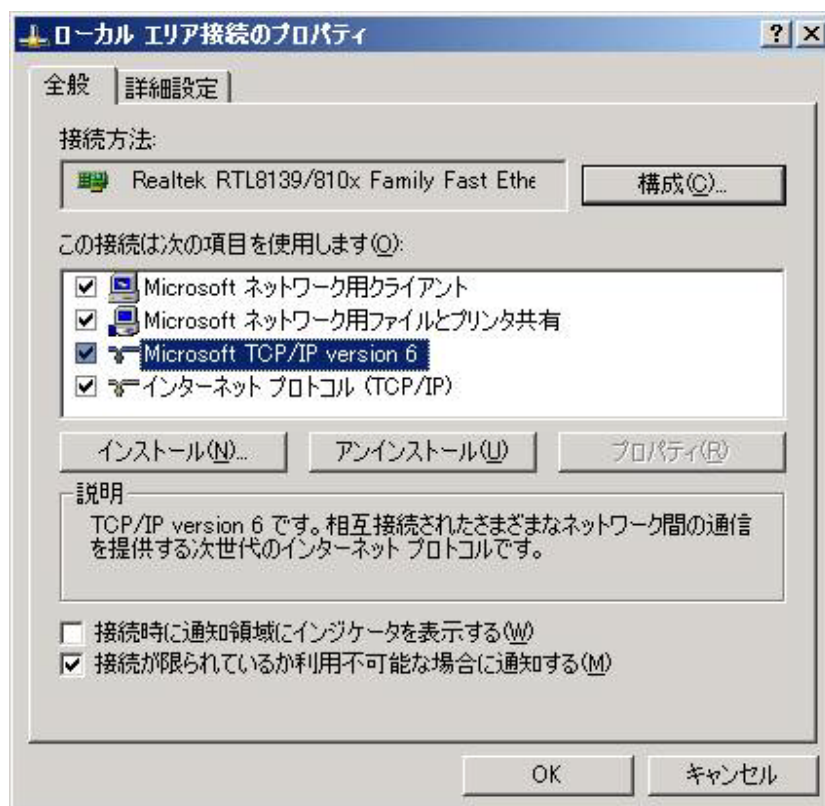 ローカル エリア接続のプロパティ
全般 詳細設定
接続方法:
Realtek RTL8139/810x Family Fast Ethe 構成(C)...
この接続は次の項目を使用します(O):
Microsoft ネットワーク用クライアント
Microsoft ネットワーク用ファイルとプリンタ共有
Microsoft TCP/IP version 6
インターネット プロトコル (TCP/IP)
インストール(N)... アンインストール(U) プロパティ(R)
説明
TCP/IP version 6 です。相互接続されたさまざまなネットワーク間の通信
を提供する次世代のインターネット プロトコルです。
接続時に通知領域にインジケータを表示する(W)
接続が限られているか利用不可能な場合に通知する(M)
OK キャンセル